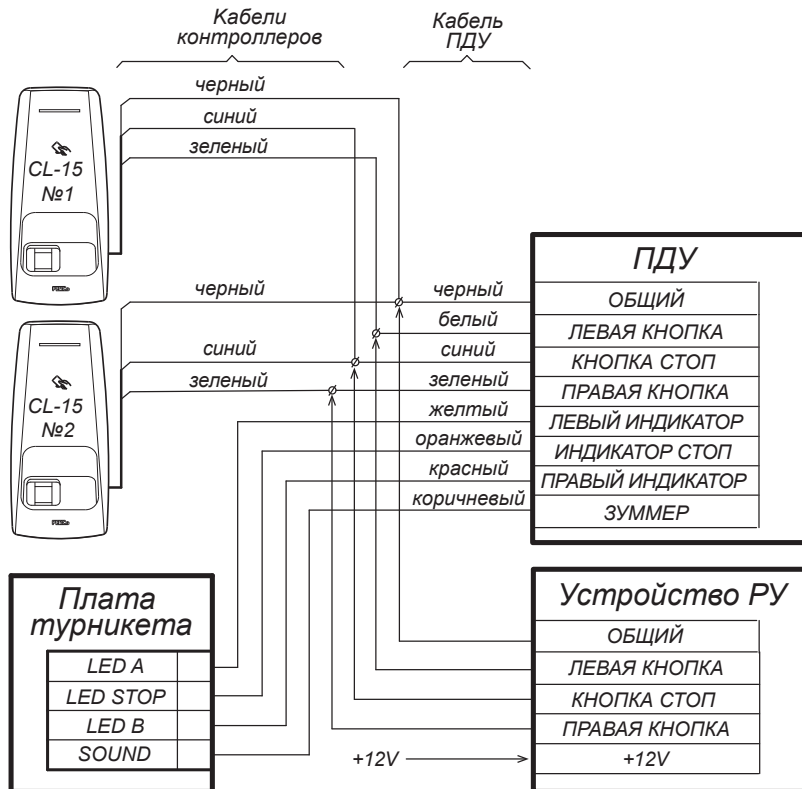 Кабели
контроллеров
Кабель
ПДУ
черный
синий
зеленый
CL-15
№1
черный
синий
зеленый
CL-15
№2
черный
белый
синий
зеленый
желтый
оранжевый
красный
коричневый
ПДУ
ОБЩИЙ
ЛЕВАЯ КНОПКА
КНОПКА СТОП
ПРАВАЯ КНОПКА
ЛЕВЫЙ ИНДИКАТОР
ИНДИКАТОР СТОП
ПРАВЫЙ ИНДИКАТОР
ЗУММЕР
Плата
турникета
LED A
LED STOP
LED B
SOUND
Устройство РУ
ОБЩИЙ
ЛЕВАЯ КНОПКА
КНОПКА СТОП
ПРАВАЯ КНОПКА
+12V
+12V